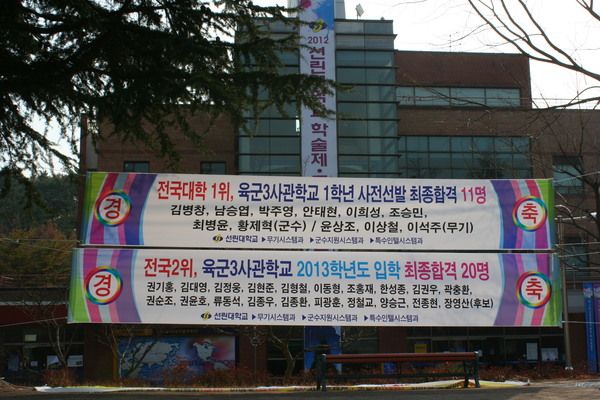 2012
선린대학교 학술제
경 축
전국대학 1위, 육군3사관학교 1학년 사전선발 최종합격 11명
김병창, 남승엽, 박주영, 안태현, 이희성, 조승민,
최병윤, 황제혁(군수) / 윤상조, 이상철, 이석주(무기)
선린대학교 ▶무기시스템과 ▶군수지원시스템과 ▶특수인텔시스템과
경 축
전국2위, 육군3사관학교 2013학년도 입학 최종합격 20명
권기홍, 김대영, 김정웅, 김현준, 김형철, 이동형, 조홍재, 한성종, 김권우, 곽충환,
권순조, 권윤호, 류동석, 김종우, 김종환, 피광훈, 정철교, 양승근, 전종현, 장영산(후보)
선린대학교 ▶무기시스템과 ▶군수지원시스템과 ▶특수인텔시스템과